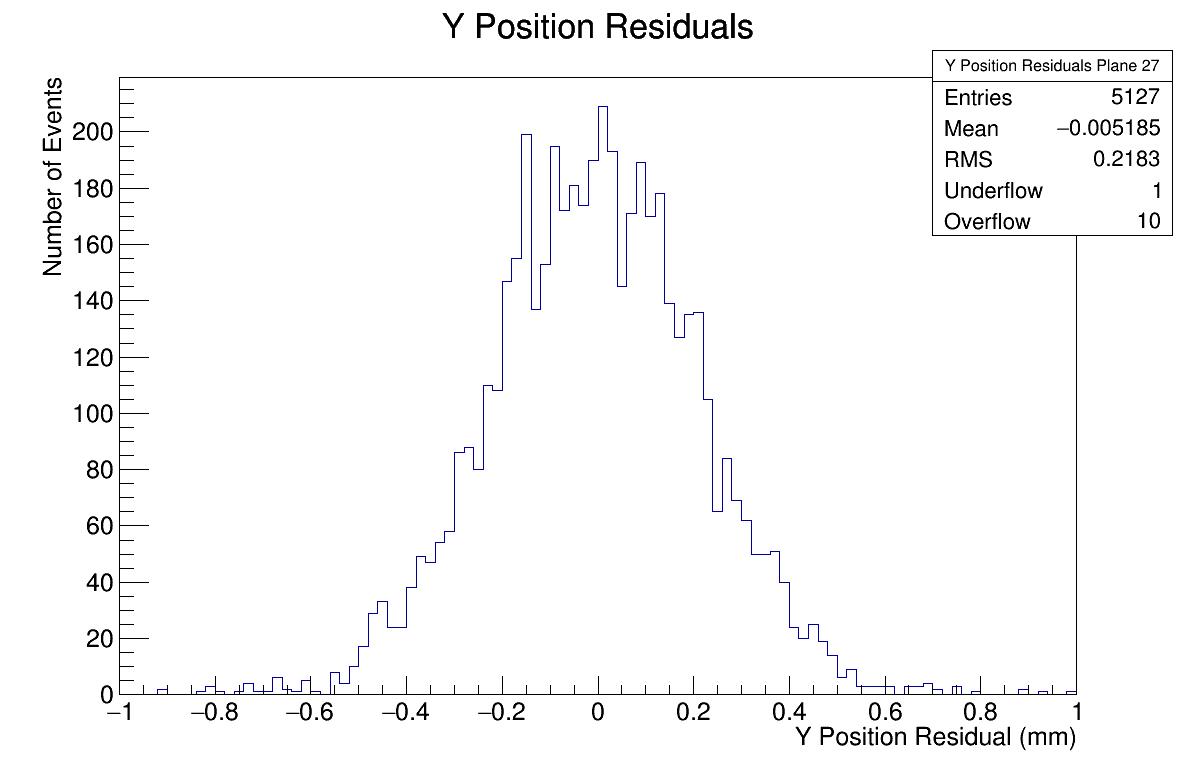 Y Position Residuals
Y Position Residuals Plane 27
Entries 5127
Mean −0.005185
RMS 0.2183
Underflow 1
Overflow 10
Number of Events
200
180
160
140
120
100
80
60
40
20
0
−1 −0.8 −0.6 −0.4 −0.2 0 0.2 0.4 0.6 0.8 1
Y Position Residual (mm)